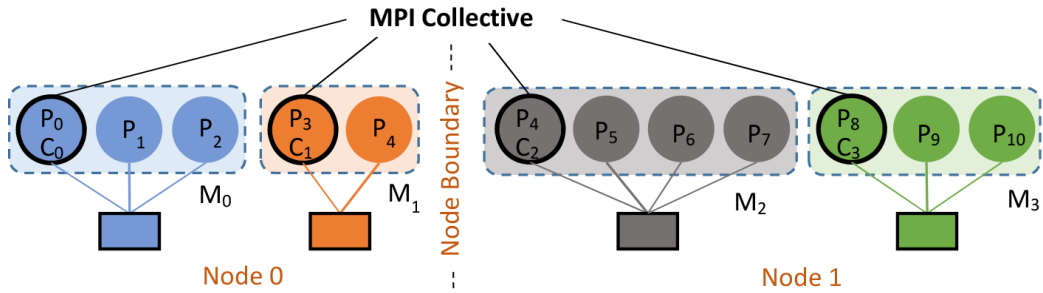 MPI Collective
P0
C0
P1
P2
P3
C1
P4
Node Boundary
P4
C2
P5
P6
P7
P8
C3
P9
P10
M0
M1
M2
M3
Node 0
Node 1